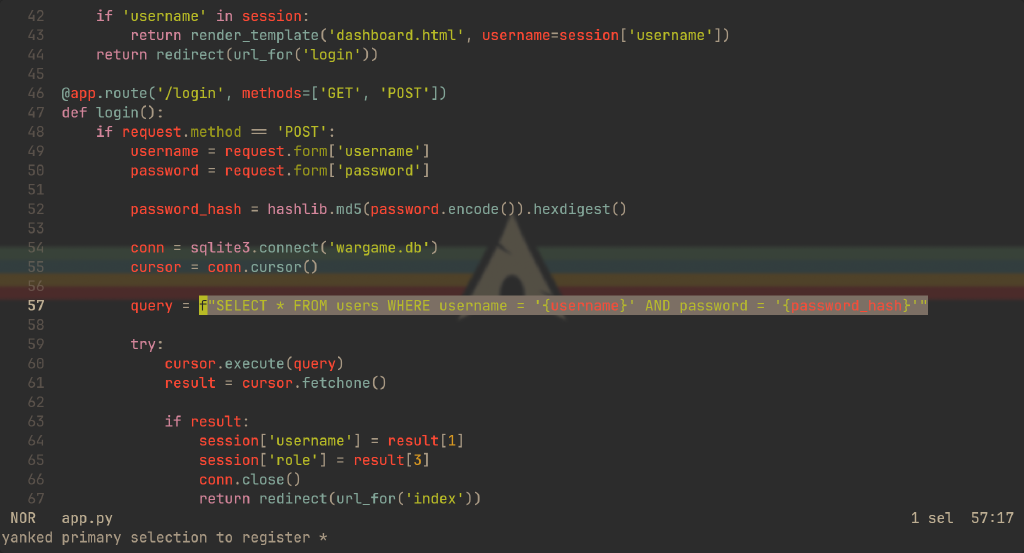 42 if 'username' in session:
43 return render_template('dashboard.html', username=session['username'])
44 return redirect(url_for('login'))
45
46 @app.route('/login', methods=['GET', 'POST'])
47 def login():
48 if request.method == 'POST':
49 username = request.form['username']
50 password = request.form['password']
51
52 password_hash = hashlib.md5(password.encode()).hexdigest()
53
54 conn = sqlite3.connect('wargame.db')
55 cursor = conn.cursor()
56
57 query = f"SELECT * FROM users WHERE username = '{username}' AND password = '{password_hash}'"
58
59 try:
60 cursor.execute(query)
61 result = cursor.fetchone()
62
63 if result:
64 session['username'] = result[1]
65 session['role'] = result[3]
66 conn.close()
67 return redirect(url_for('index'))
NOR app.py 1 sel 57:17
yanked primary selection to register *